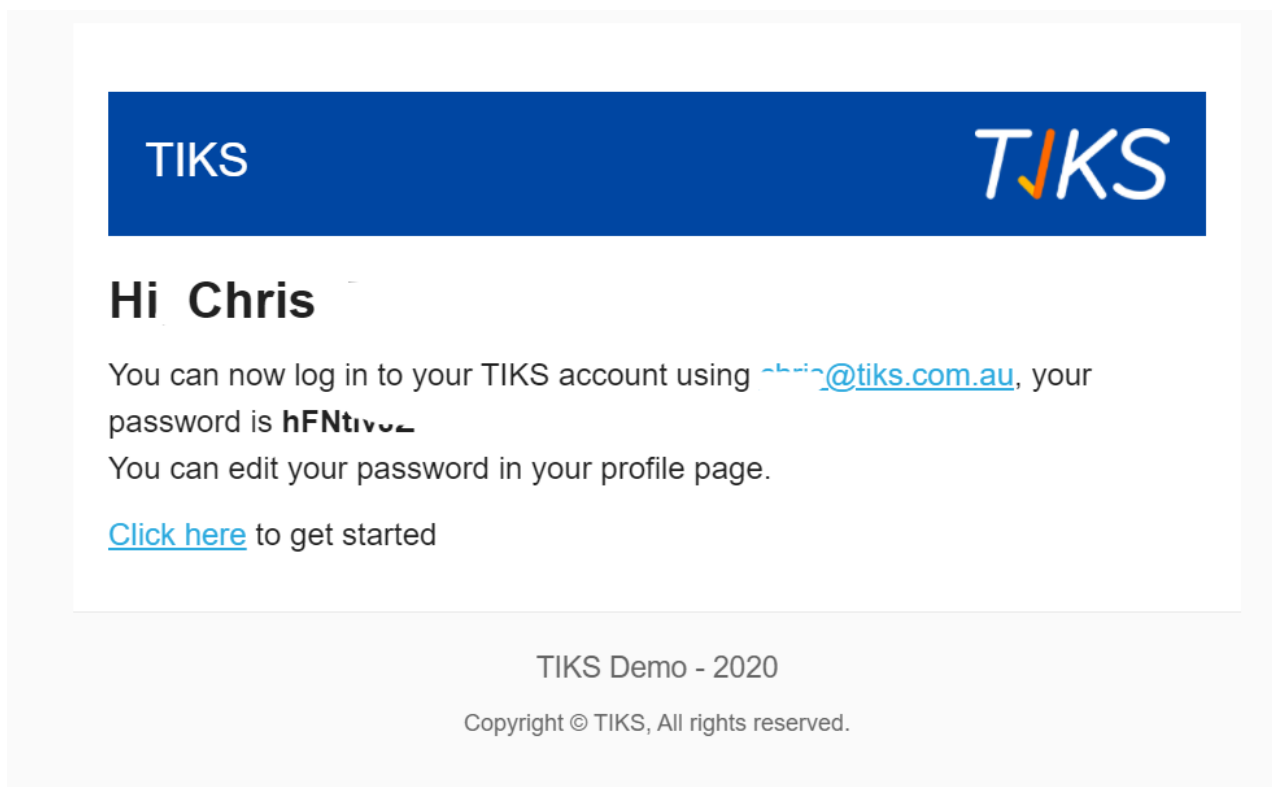 TIKS
TIKS
Hi Chris
You can now log in to your TIKS account using @tiks.com.au, your
password is
You can edit your password in your profile page.
Click here to get started
TIKS Demo - 2020
Copyright © TIKS, All rights reserved.